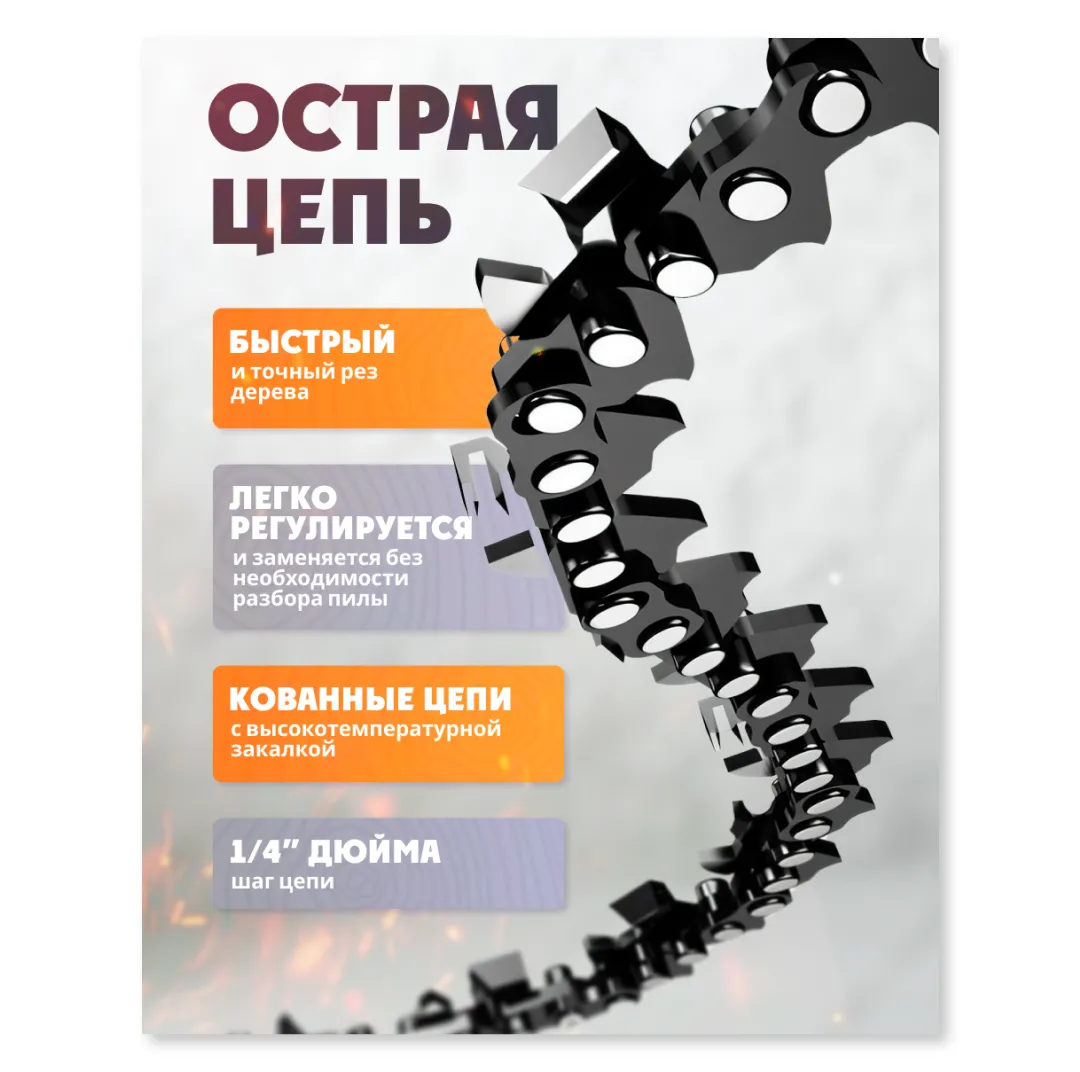 ОСТРАЯ
ЦЕПЬ
БЫСТРЫЙ
и точный рез
дерева
ЛЕГКО
РЕГУЛИРУЕТСЯ
и заменяется без
необходимости
разбора пилы
КОВАННЫЕ ЦЕПИ
с высокотемпературной
закалкой
1/4” ДЮЙМА
шаг цепи